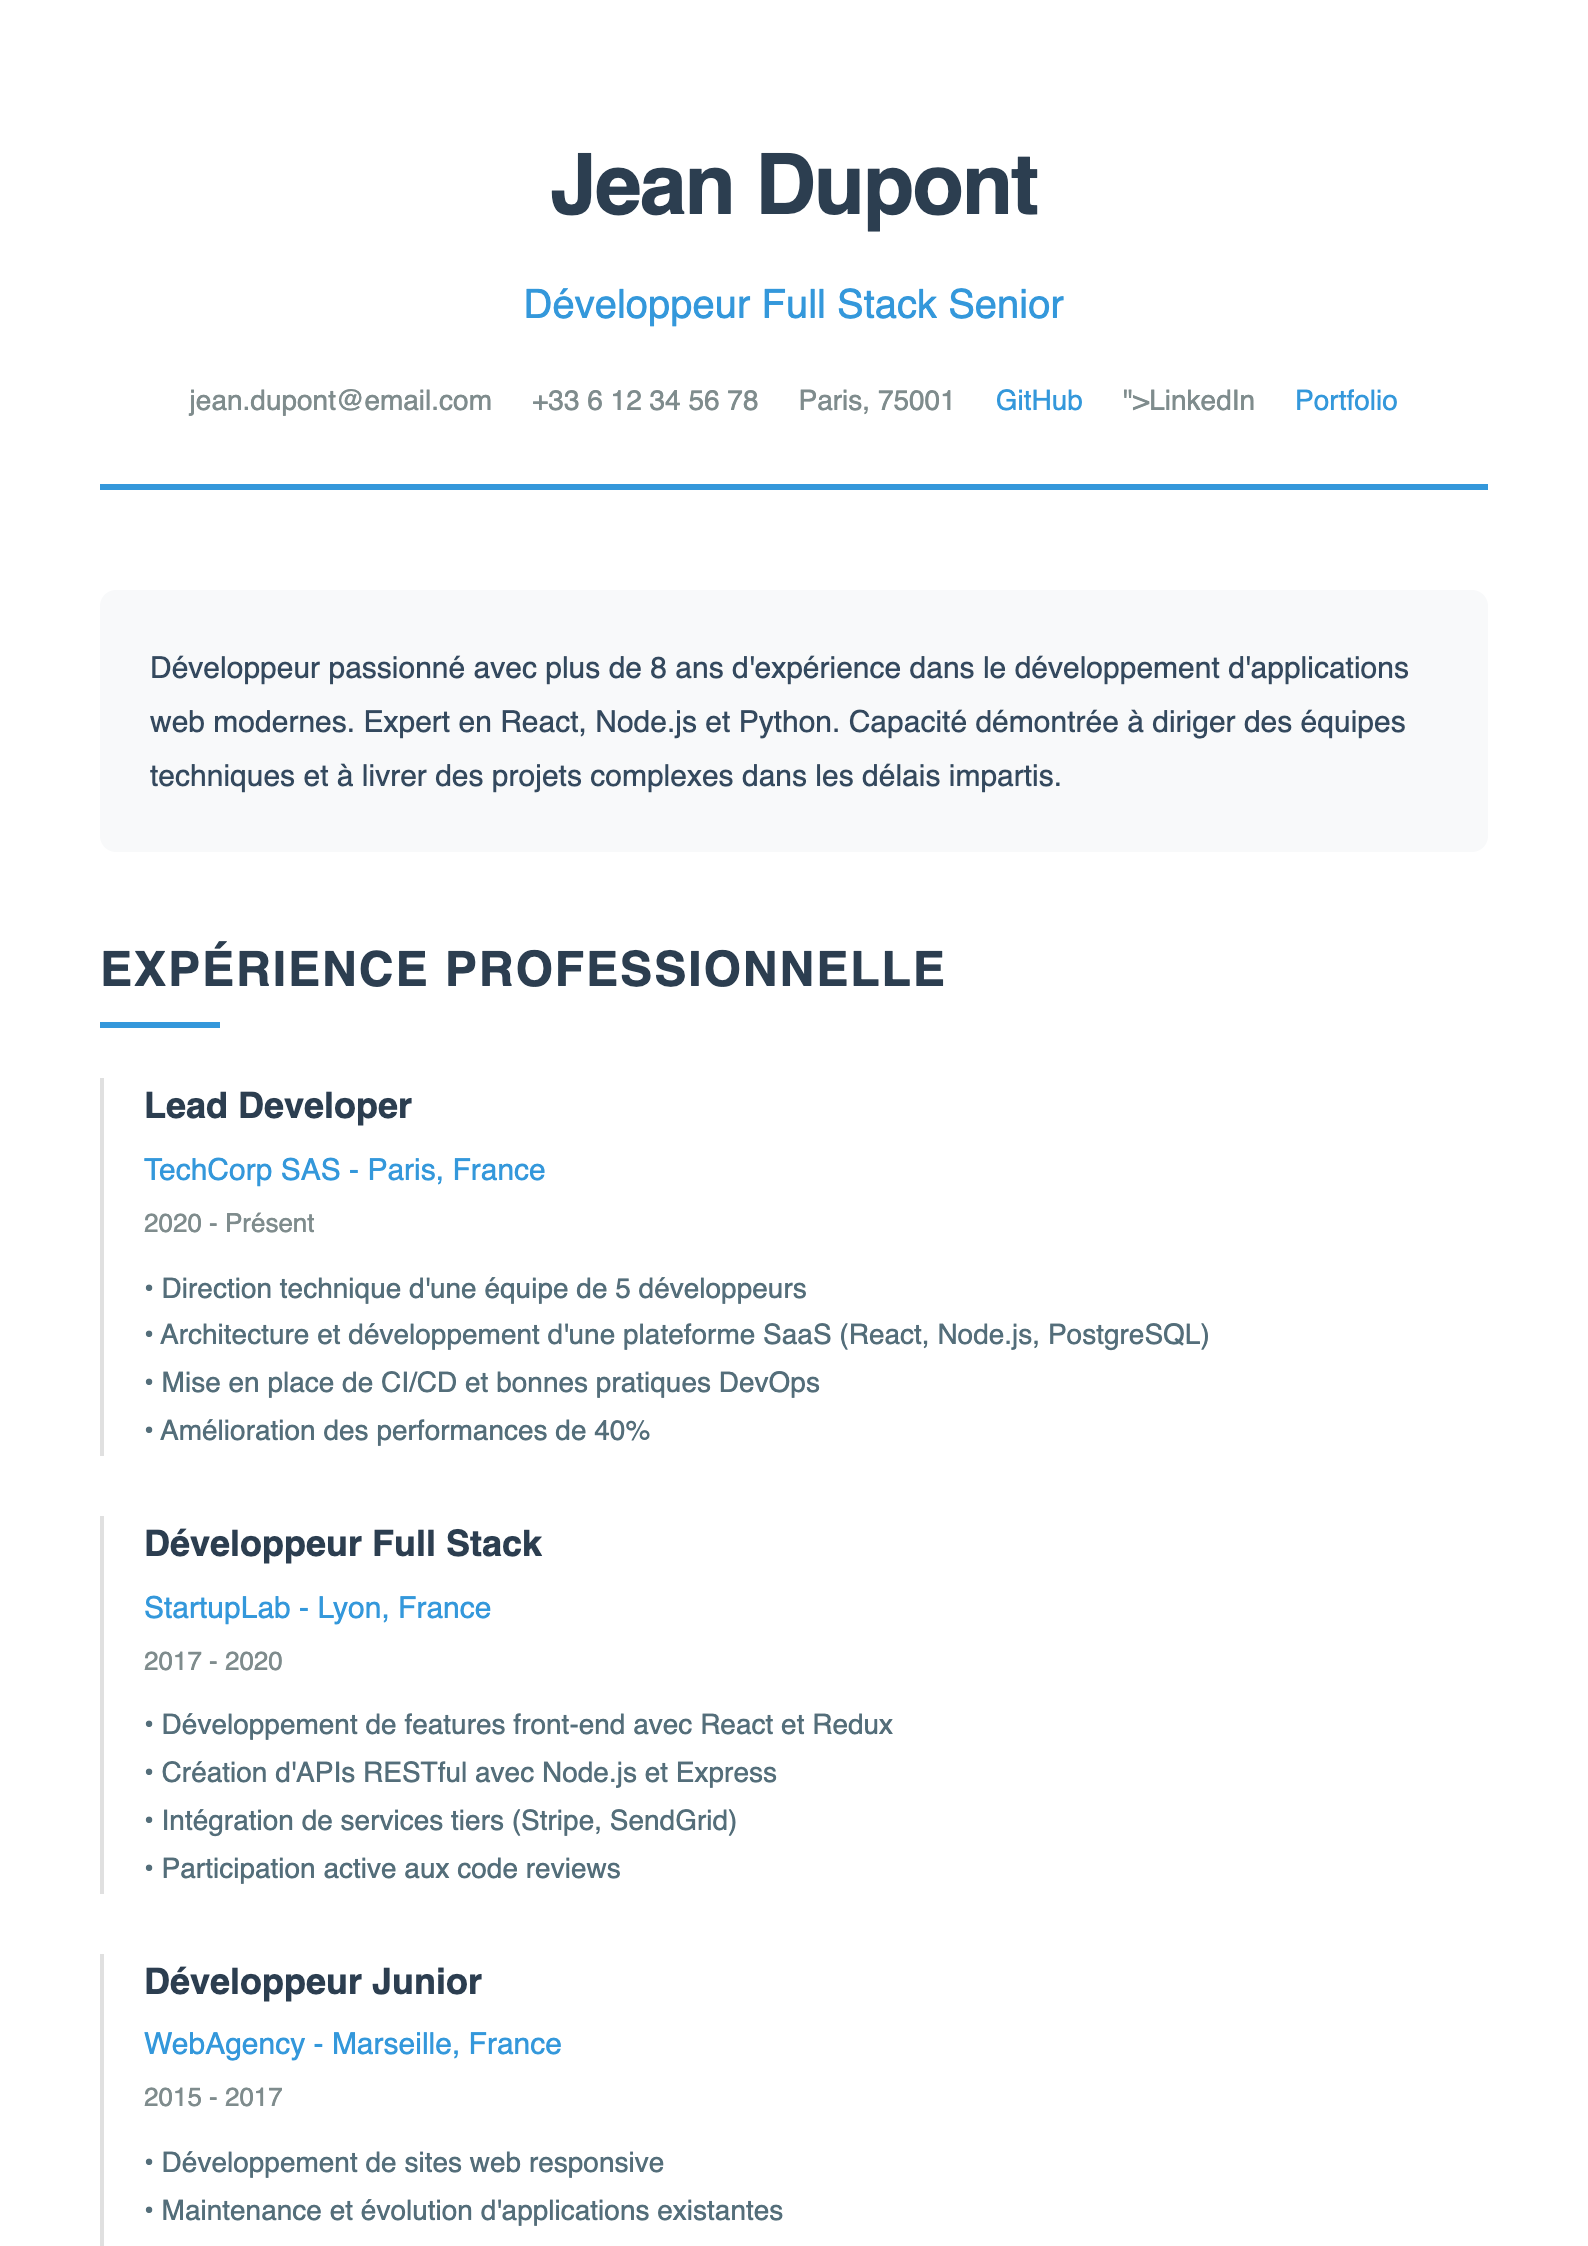 Jean Dupont
Développeur Full Stack Senior
jean.dupont@email.com +33 6 12 34 56 78 Paris, 75001 GitHub ">LinkedIn Portfolio
Développeur passionné avec plus de 8 ans d'expérience dans le développement d'applications
web modernes. Expert en React, Node.js et Python. Capacité démontrée à diriger des équipes
techniques et à livrer des projets complexes dans les délais impartis.
EXPÉRIENCE PROFESSIONNELLE
Lead Developer
TechCorp SAS - Paris, France
2020 - Présent
• Direction technique d'une équipe de 5 développeurs
• Architecture et développement d'une plateforme SaaS (React, Node.js, PostgreSQL)
• Mise en place de CI/CD et bonnes pratiques DevOps
• Amélioration des performances de 40%
Développeur Full Stack
StartupLab - Lyon, France
2017 - 2020
• Développement de features front-end avec React et Redux
• Création d'APIs RESTful avec Node.js et Express
• Intégration de services tiers (Stripe, SendGrid)
• Participation active aux code reviews
Développeur Junior
WebAgency - Marseille, France
2015 - 2017
• Développement de sites web responsive
• Maintenance et évolution d'applications existantes